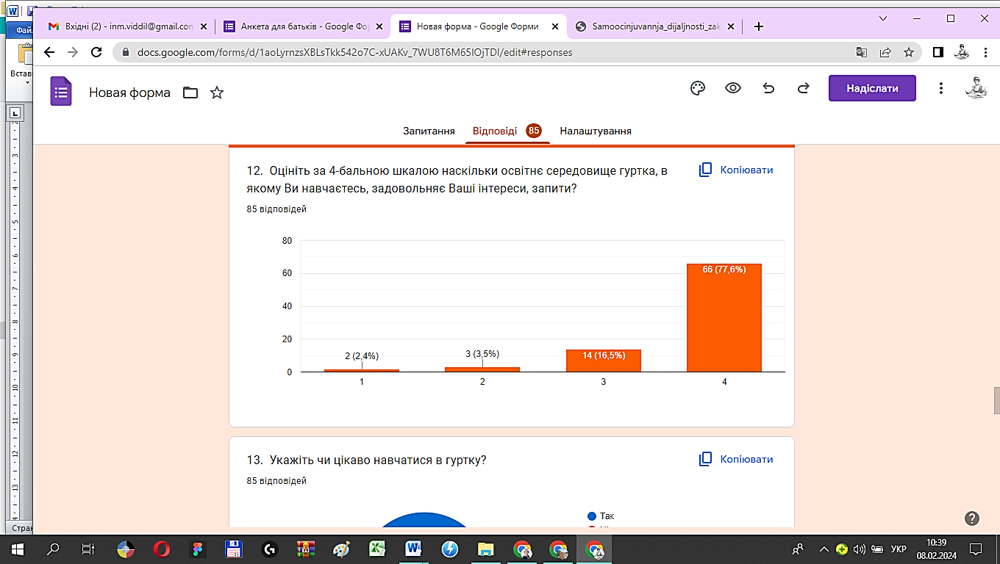 Вхідні (2) - inm.viddil@gmail.con
Анкета для батьків - Google Фор
Новая форма - Google Форми
Samoocinjuvannja_dijaljnosti_zak
Фай
docs.google.com/forms/d/1aoLyrnzsXBLsTkk542o7C-xUAKv_7WU8T6M65IOjTDI/edit#responses
Встав
Новая форма
Надіслати
Запитання
Відповіді 85
Налаштування
12. Оцініть за 4-бальною шкалою наскільки освітнє середовище гуртка, в
якому Ви навчаєтесь, задовольняє Ваші інтереси, запити?
Копіювати
85 відповідей
80
60
40
20
0
2 (2,4%)
3 (3,5%)
14 (16,5%)
66 (77,6%)
1
2
3
4
13. Укажіть чи цікаво навчатися в гуртку?
Копіювати
85 відповідей
Так
Стран
УКР
10:39
08.02.2024